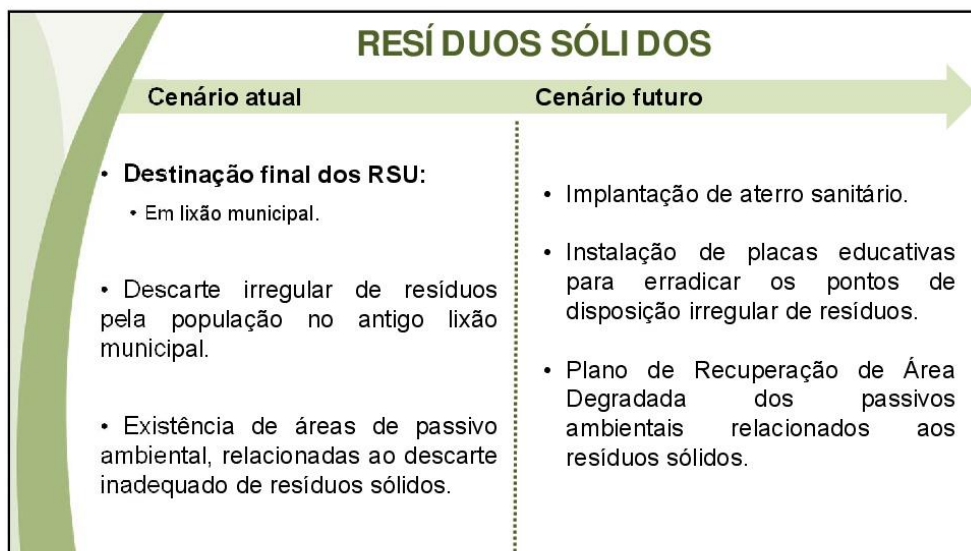 RESÍDUOS SÓLIDOS
Cenário atual
• Destinação final dos RSU:
• Em lixão municipal.
• Descarte irregular de resíduos
pela população no antigo lixão
municipal.
• Existência de áreas de passivo
ambiental, relacionadas ao descarte
inadequado de resíduos sólidos.
Cenário futuro
• Implantação de aterro sanitário.
• Instalação de placas educativas
para erradicar os pontos de
disposição irregular de resíduos.
• Plano de Recuperação de Área
Degradada dos passivos
ambientais relacionados aos
resíduos sólidos.